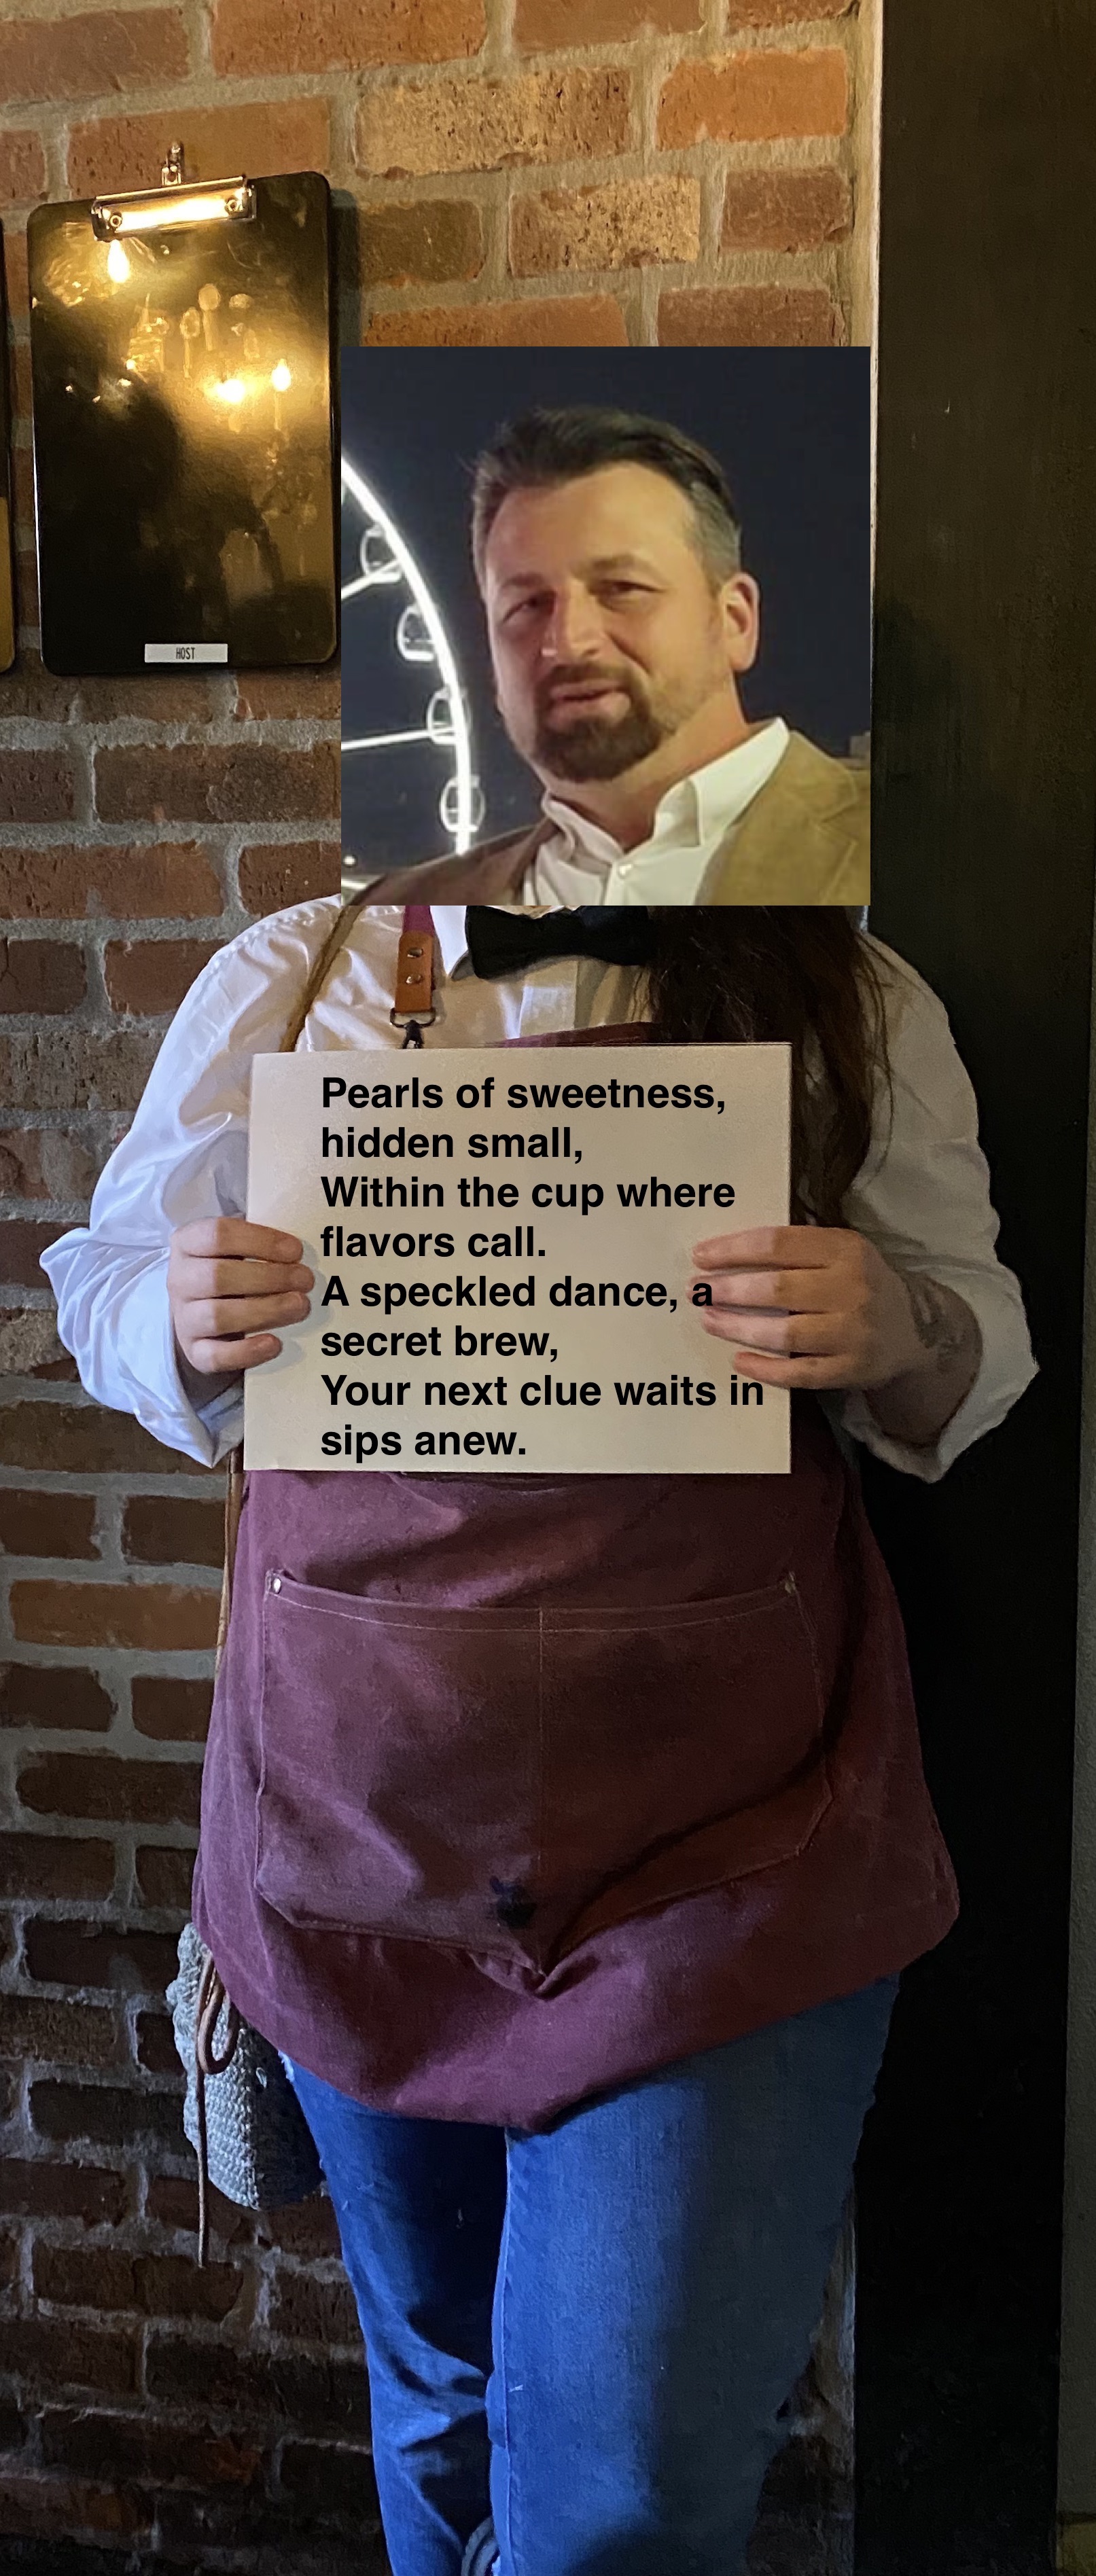 HOST
Pearls of sweetness,
hidden small,
Within the cup where
flavors call.
A speckled dance, a
secret brew,
Your next clue waits in
sips anew.